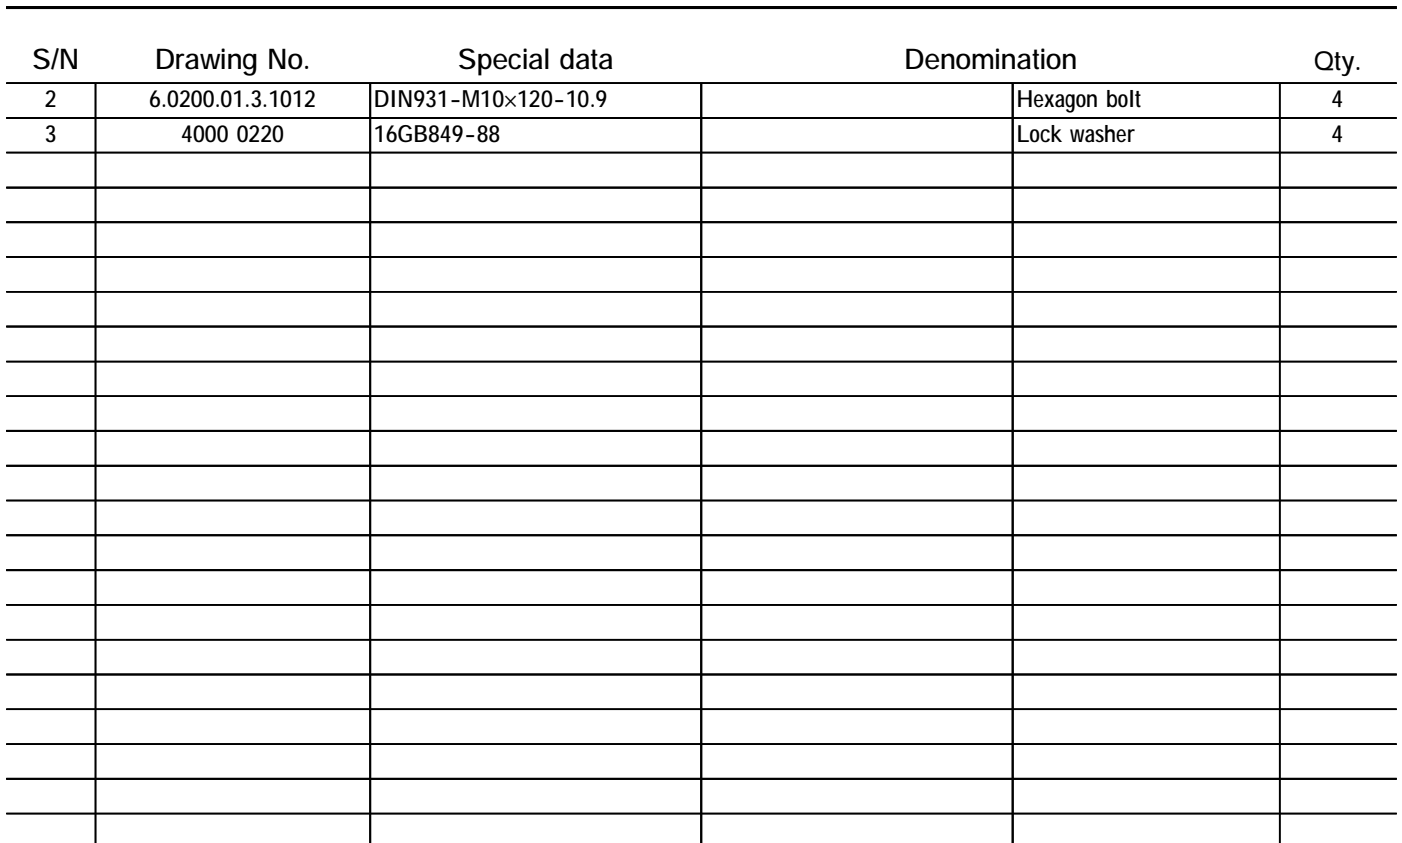 S/N Drawing No. Special data Denomination Qty.
2 6.0200.01.3.1012 DIN931-M10×120-10.9 Hexagon bolt 4
3 4000 0220 16GB849-88 Lock washer 4